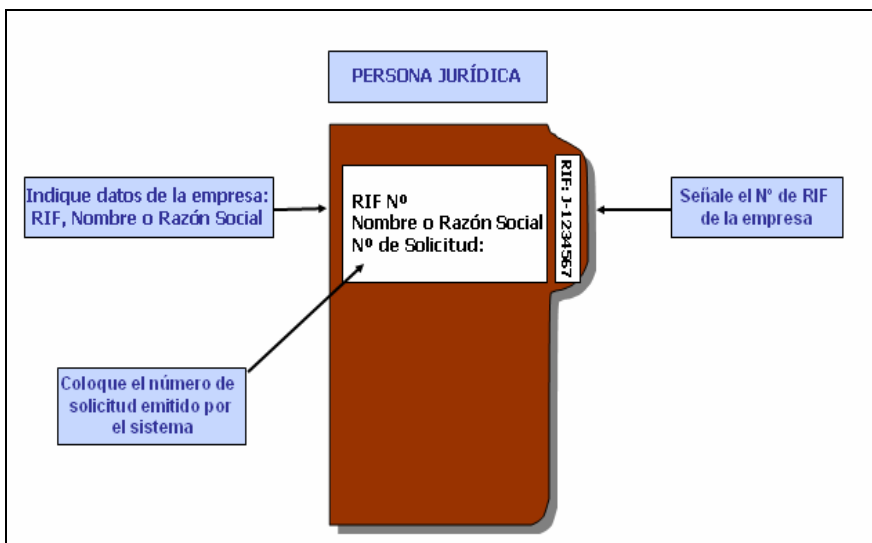 PERSONA JURÍDICA
Indique datos de la empresa:
RIF, Nombre o Razón Social
RIF Nº
Nombre o Razón Social
Nº de Solicitud:
RIF: J-1234567
Señale el Nº de RIF
de la empresa
Coloque el número de
solicitud emitido por
el sistema